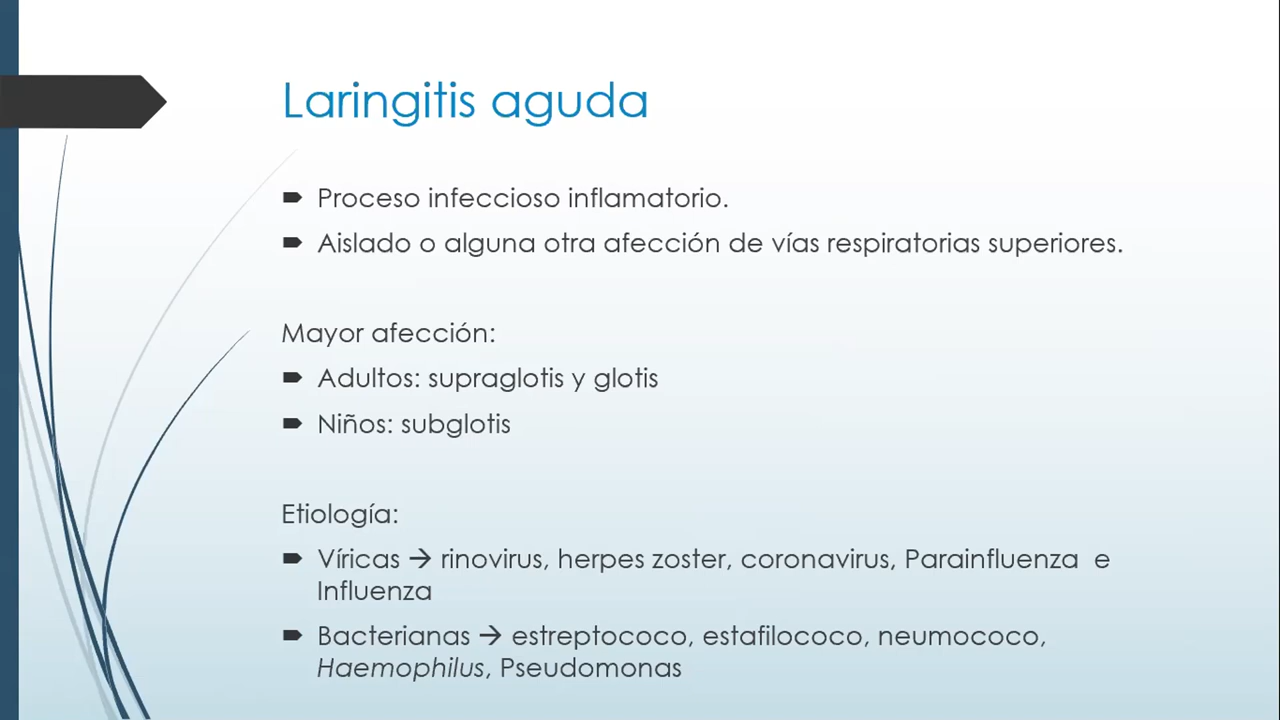 Laringitis aguda
Proceso infeccioso inflamatorio.
Aislado o alguna otra afección de vías respiratorias superiores.
Mayor afección:
Adultos: supraglotis y glotis
Niños: subglotis
Etiología:
Víricas → rinovirus, herpes zoster, coronavirus, Parainfluenza e
Influenza
Bacterianas → estreptococo, estafilococo, neumococo,
Haemophilus, Pseudomonas